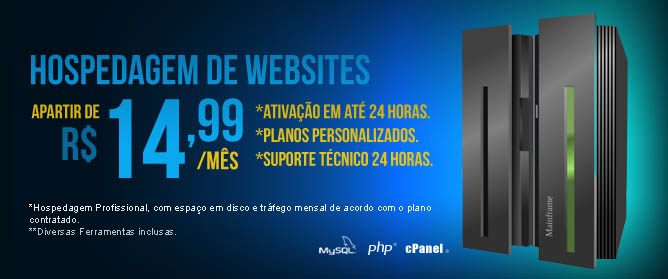 HOSPEDAGEM DE WEBSITES
APARTIR DE
R$ 14,99 /MÊS
*ATIVAÇÃO EM ATÉ 24 HORAS.
*PLANOS PERSONALIZADOS.
*SUPORTE TÉCNICO 24 HORAS.
*Hospedagem Profissional, com espaço em disco e tráfego mensal de acordo com o plano
contratado.
**Diversas Ferramentas inclusas.
MySQL php® cPanel®
Mainframe